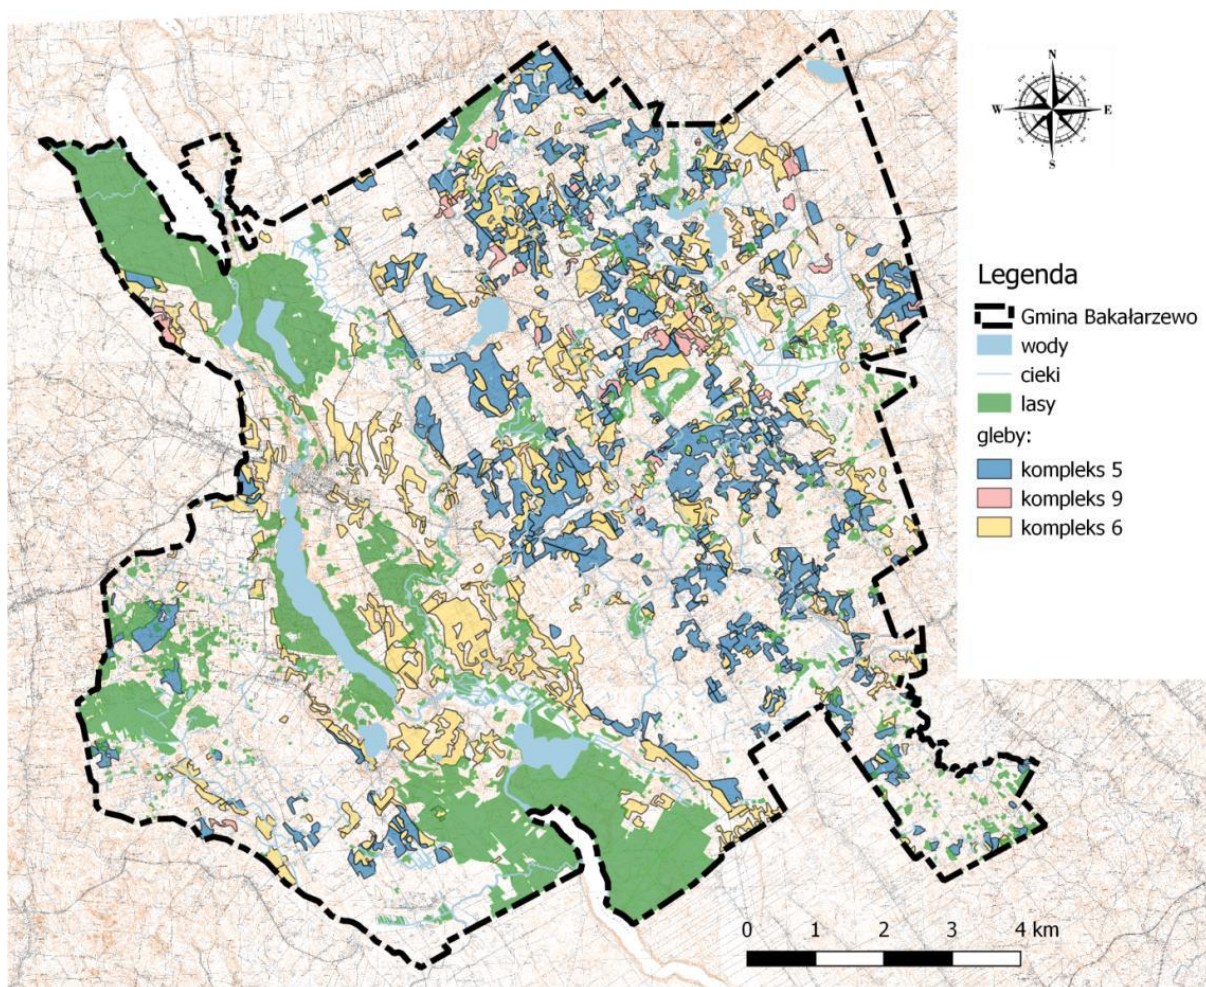 N
W E
S
Legenda
Gmina Bakałarzewo
wody
cieki
lasy
gleby:
kompleks 5
kompleks 9
kompleks 6
0 1 2 3 4 km